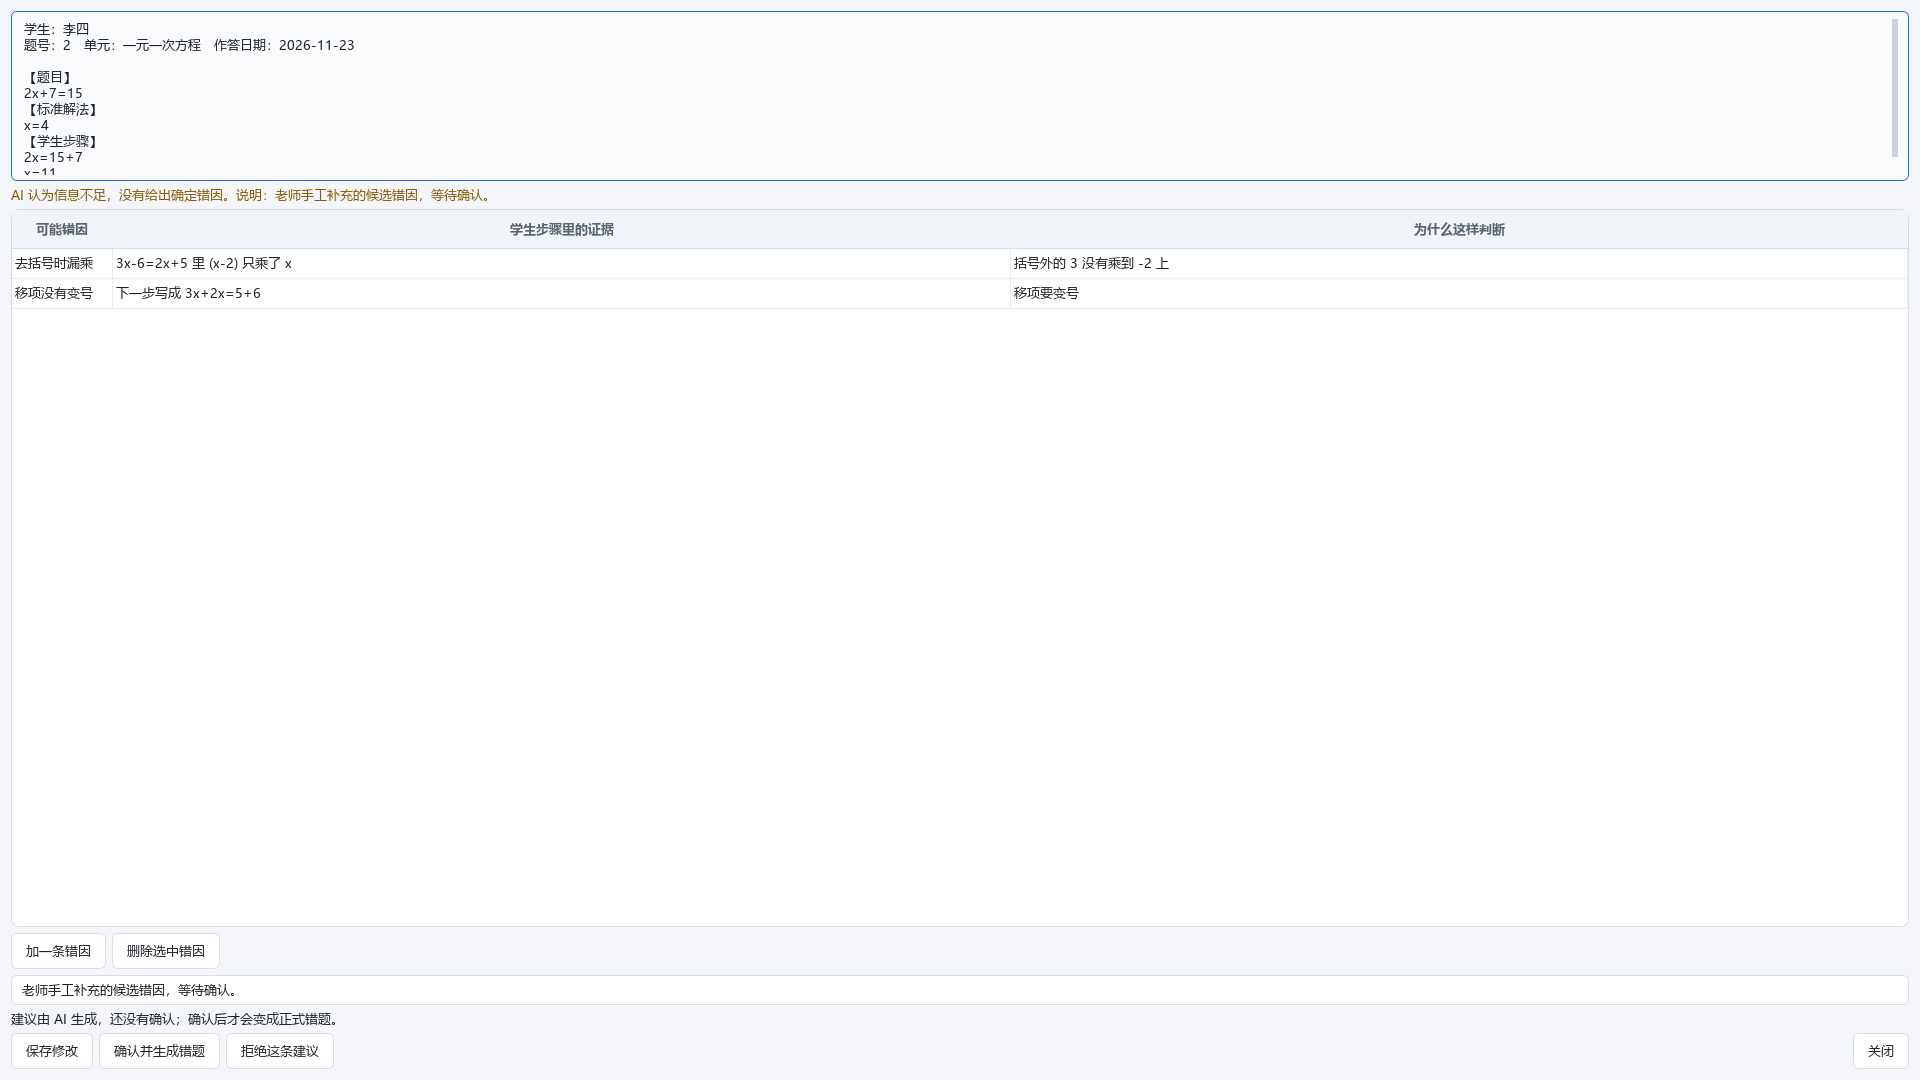 学生：李四
题号：2　单元：一元一次方程　作答日期：2026-11-23
【题目】
2x+7=15
【标准解法】
x=4
【学生步骤】
2x=15+7
x=11
AI 认为信息不足，没有给出确定错因。说明：老师手工补充的候选错因，等待确认。
可能错因　学生步骤里的证据　为什么这样判断
去括号时漏乘　3x-6=2x+5 里 (x-2) 只乘了 x　括号外的 3 没有乘到 -2 上
移项没有变号　下一步写成 3x+2x=5+6　移项要变号
加一条错因　删除选中错因
老师手工补充的候选错因，等待确认。
建议由 AI 生成，还没有确认；确认后才会变成正式错题。
保存修改　确认并生成错题　拒绝这条建议　关闭